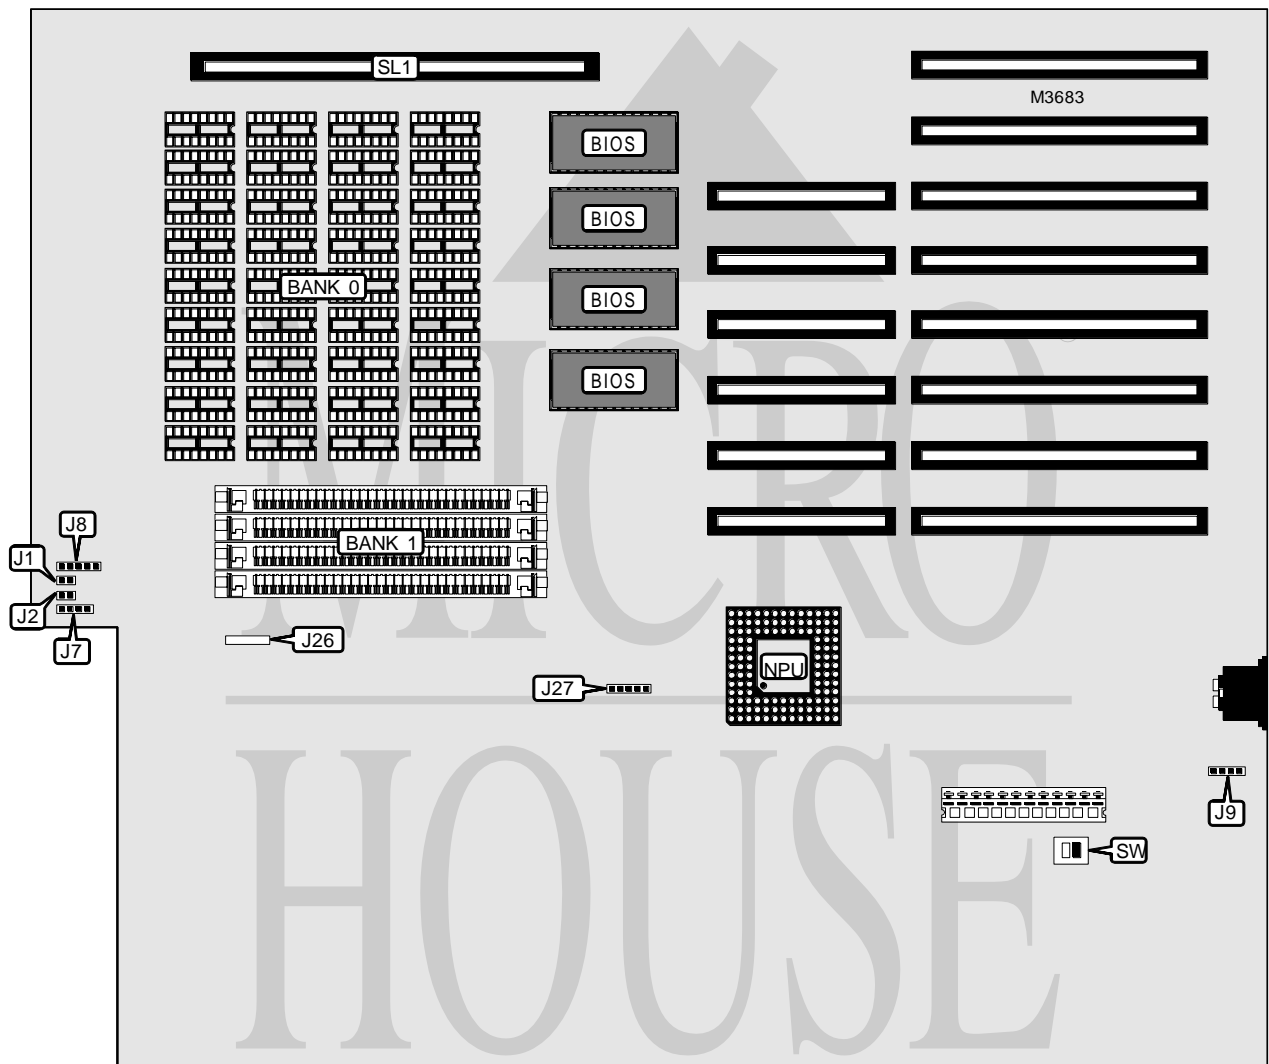 SL1
M3683
BIOS
BIOS
BANK 0
BIOS
BIOS
MICRO
®
J8
BANK 1
J1
J2
J7
J26
NPU
J27
HOUSE
J9
SW